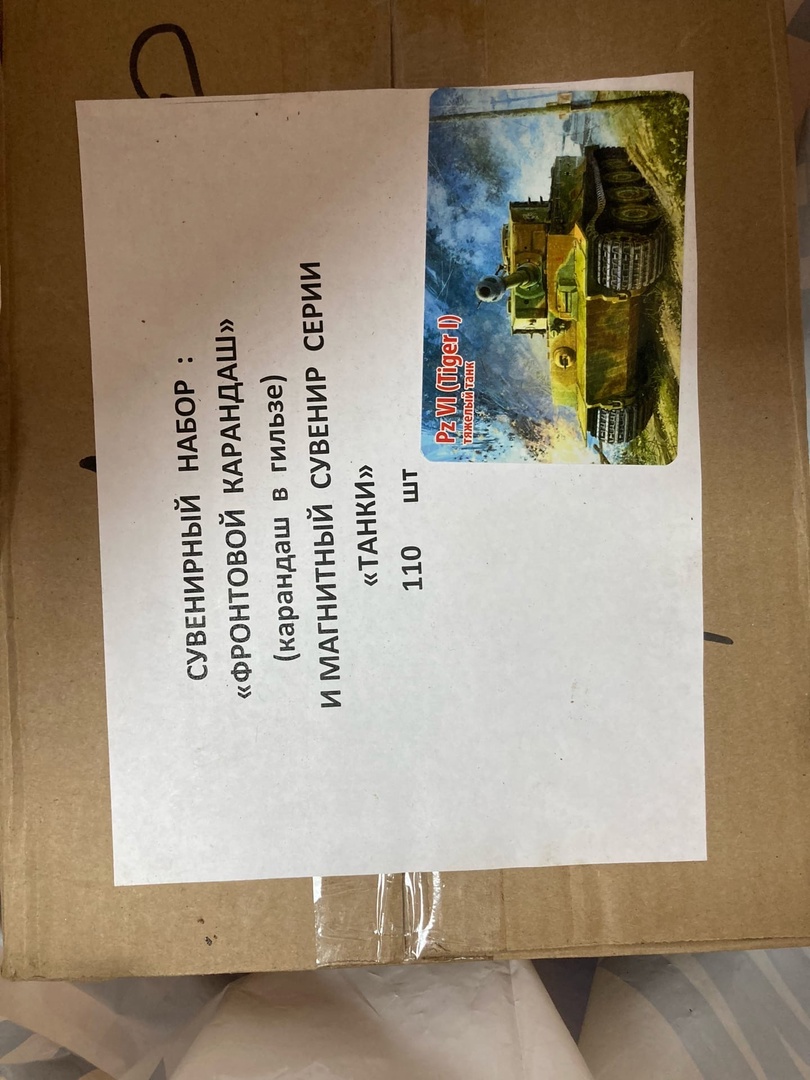 СУВЕНИРНЫЙ НАБОР :
«ФРОНТОВОЙ КАРАНДАШ»
(карандаш в гильзе)
И МАГНИТНЫЙ СУВЕНИР СЕРИИ
«ТАНКИ»
110 шт
Pz VI (Tiger I)
тяжелый танк